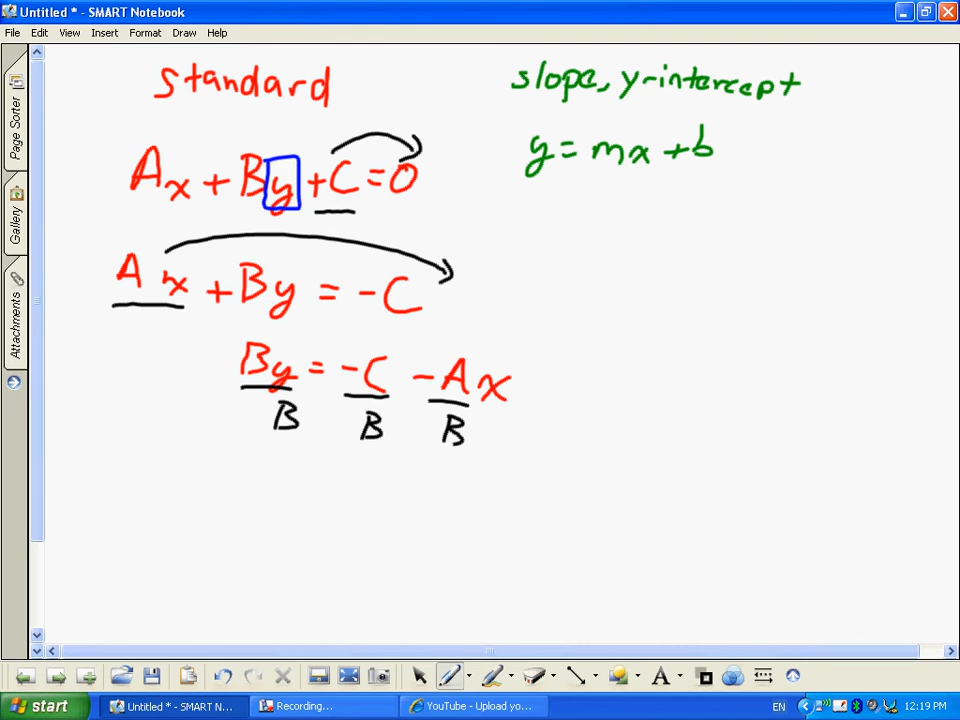 Untitled * - SMART Notebook
File Edit View Insert Format Draw Help
Page Sorter
Gallery
Attachments
standard
slope, y-intercept
Ax + By + C = 0
y = mx + b
Ax + By = -C
By = -C - Ax
B B B
start
Untitled * - SMART N...
Recording...
YouTube - Upload yo...
EN
12:19 PM